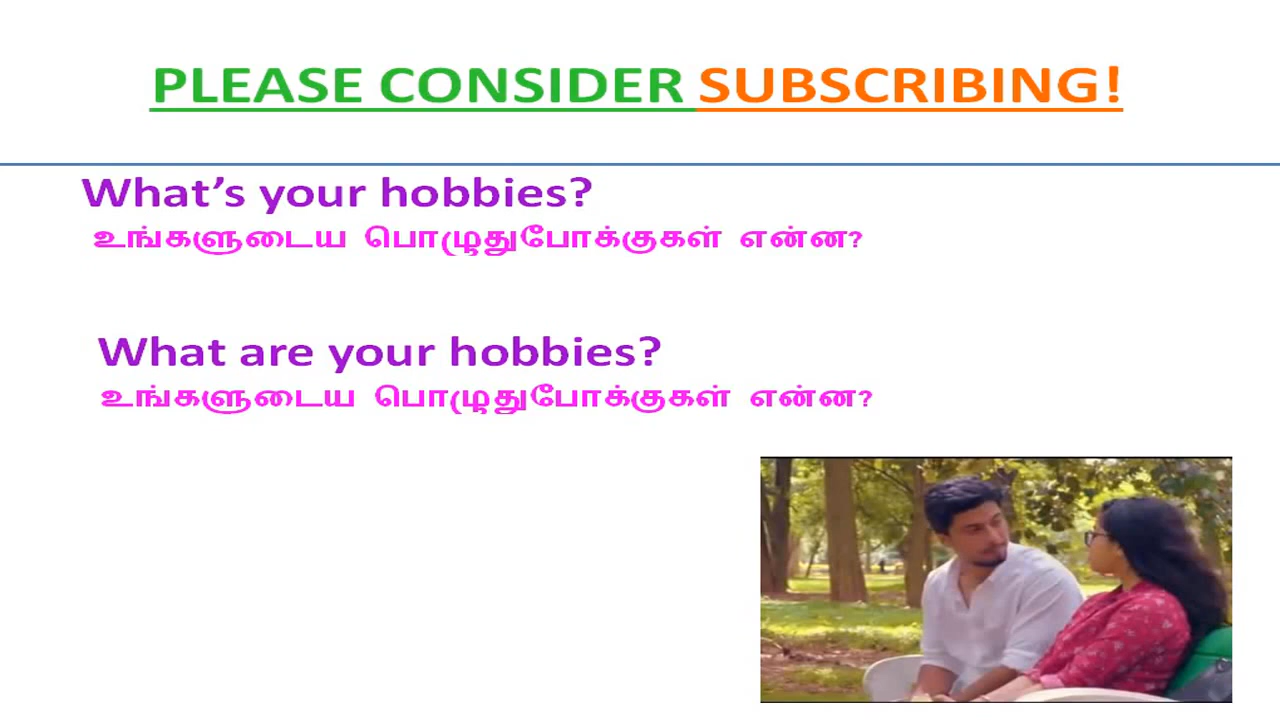 PLEASE CONSIDER SUBSCRIBING!
What’s your hobbies?
உங்களுடைய பொழுதுபோக்குகள் என்ன?
What are your hobbies?
உங்களுடைய பொழுதுபோக்குகள் என்ன?